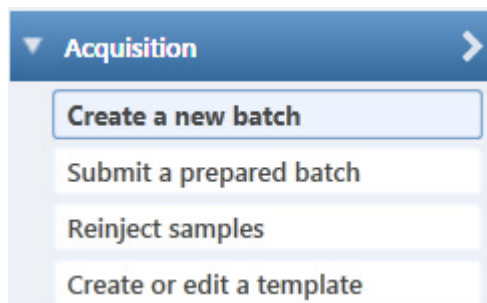 Acquisition
Create a new batch
Submit a prepared batch
Reinject samples
Create or edit a template